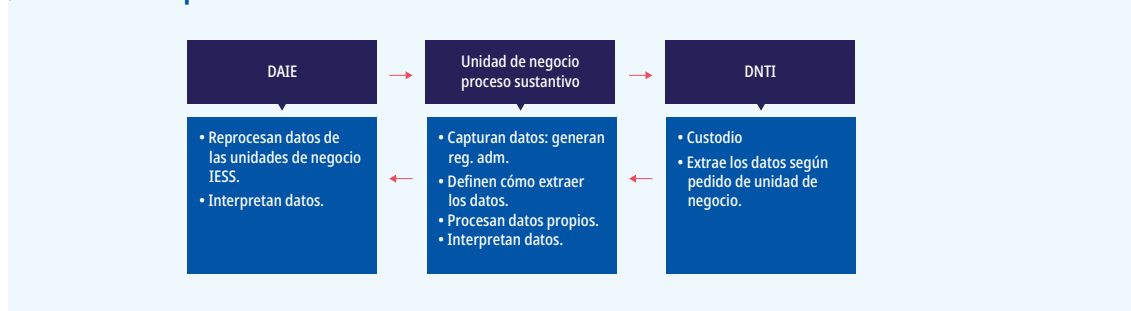 DAIE
Unidad de negocio
proceso sustantivo
DNTI
• Reprocesan datos de
las unidades de negocio
IESS.
• Interpretan datos.
• Capturan datos: generan
reg. adm.
• Definen cómo extraer
los datos.
• Procesan datos propios.
• Interpretan datos.
• Custodio
• Extrae los datos según
pedido de unidad de
negocio.